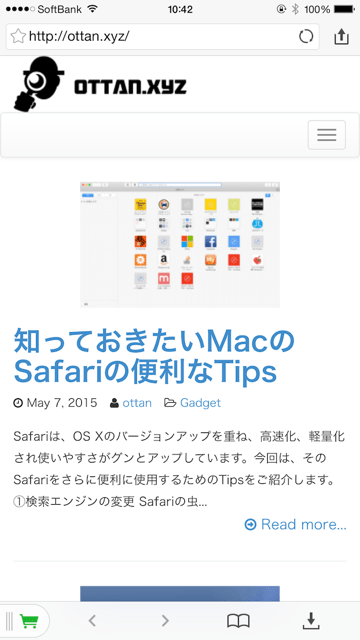 SoftBank 10:42 100%
http://ottan.xyz/
OTTAN.XYZ
知っておきたいMacの
Safariの便利なTips
May 7, 2015 ottan Gadget
Safariは、OS Xのバージョンアップを重ね、高速化、軽量化
され使いやすさがグンとアップしています。今回は、その
Safariをさらに便利に使用するためのTipsをご紹介します。
①検索エンジンの変更 Safariの虫...
Read more...